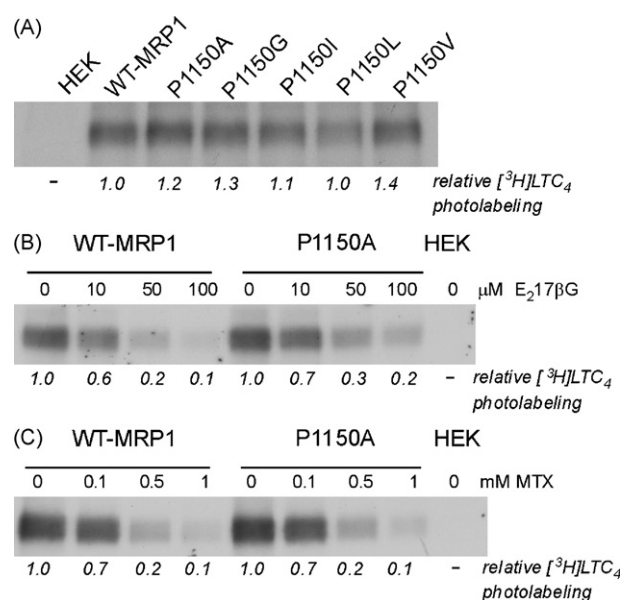 (A)
HEK WT-MRP1 P1150A P1150G P1150I P1150L P1150V
– 1.0 1.2 1.3 1.1 1.0 1.4 relative [³H]LTC₄
photolabeling
(B) WT-MRP1 P1150A HEK
0 10 50 100 0 10 50 100 0 μM E₂17βG
1.0 0.6 0.2 0.1 1.0 0.7 0.3 0.2 – relative [³H]LTC₄
photolabeling
(C) WT-MRP1 P1150A HEK
0 0.1 0.5 1 0 0.1 0.5 1 0 mM MTX
1.0 0.7 0.2 0.1 1.0 0.7 0.2 0.1 – relative [³H]LTC₄
photolabeling